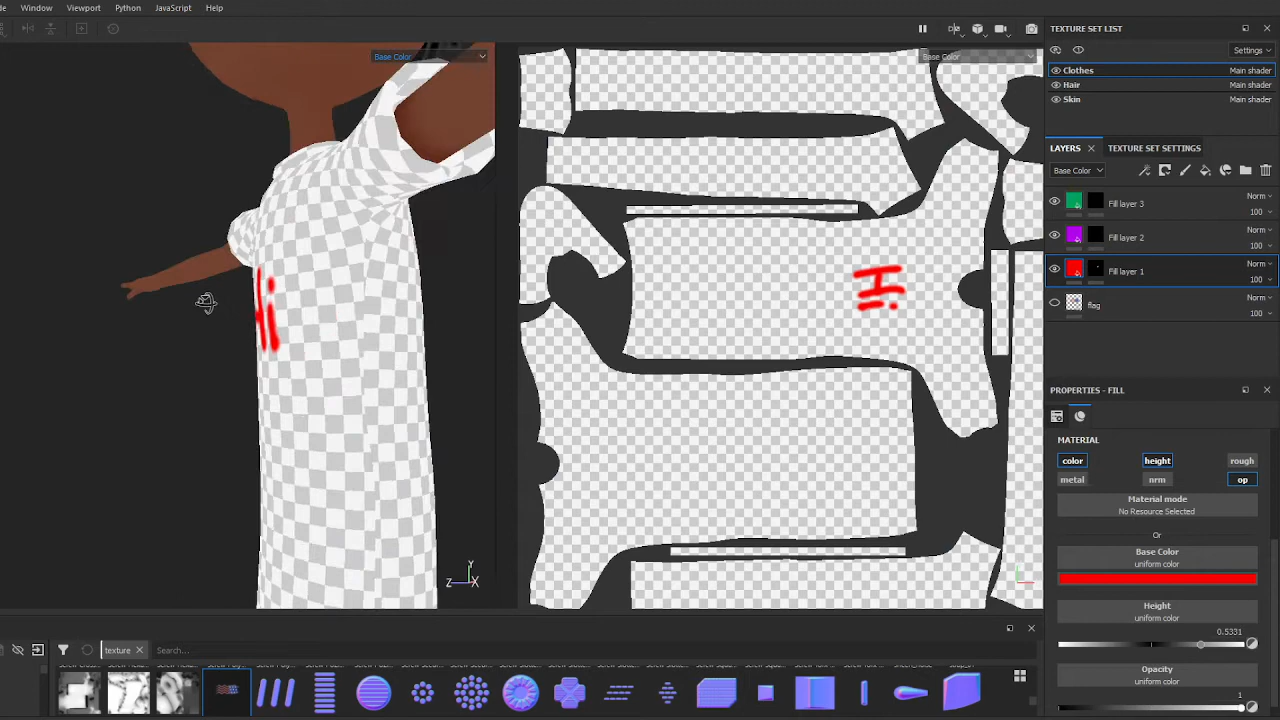 Window Viewport Python JavaScript Help
Base Color
Base Color
Hi
Hi
TEXTURE SET LIST
Settings
Clothes Main shader
Hair Main shader
Skin Main shader
LAYERS TEXTURE SET SETTINGS
Base Color
Fill layer 3 Norm 100
Fill layer 2 Norm 100
Fill layer 1 Norm 100
flag Norm 100
PROPERTIES - FILL
MATERIAL
color height rough
metal nrm op
Material mode
No Resource Selected
Or
Base Color
uniform color
Height
uniform color
0.5331
Opacity
uniform color
1
texture Search...
Y
Z X